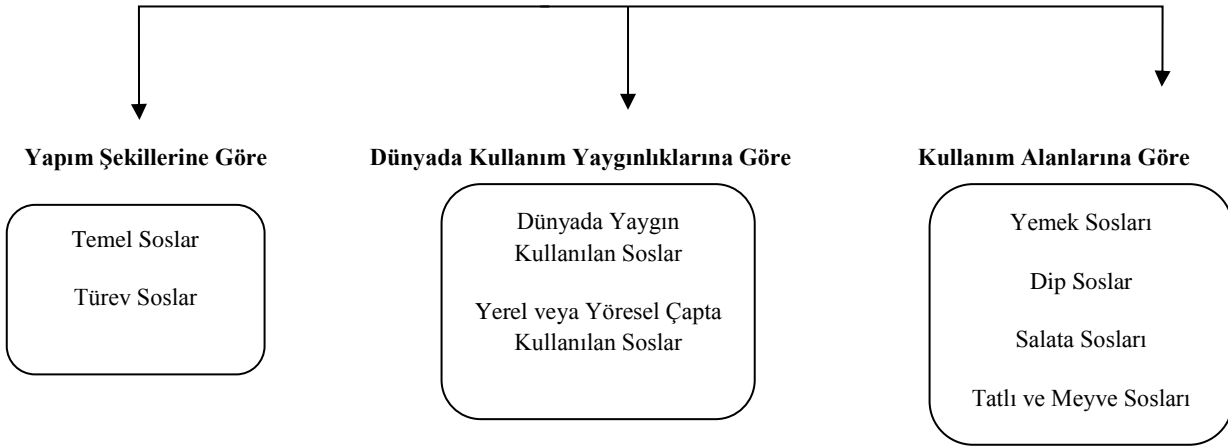 Yapım Şekillerine Göre
Temel Soslar
Türev Soslar
Dünyada Kullanım Yaygınlıklarına Göre
Dünyada Yaygın
Kullanılan Soslar
Yerel veya Yöresel Çapta
Kullanılan Soslar
Kullanım Alanlarına Göre
Yemek Sosları
Dip Soslar
Salata Sosları
Tatlı ve Meyve Sosları